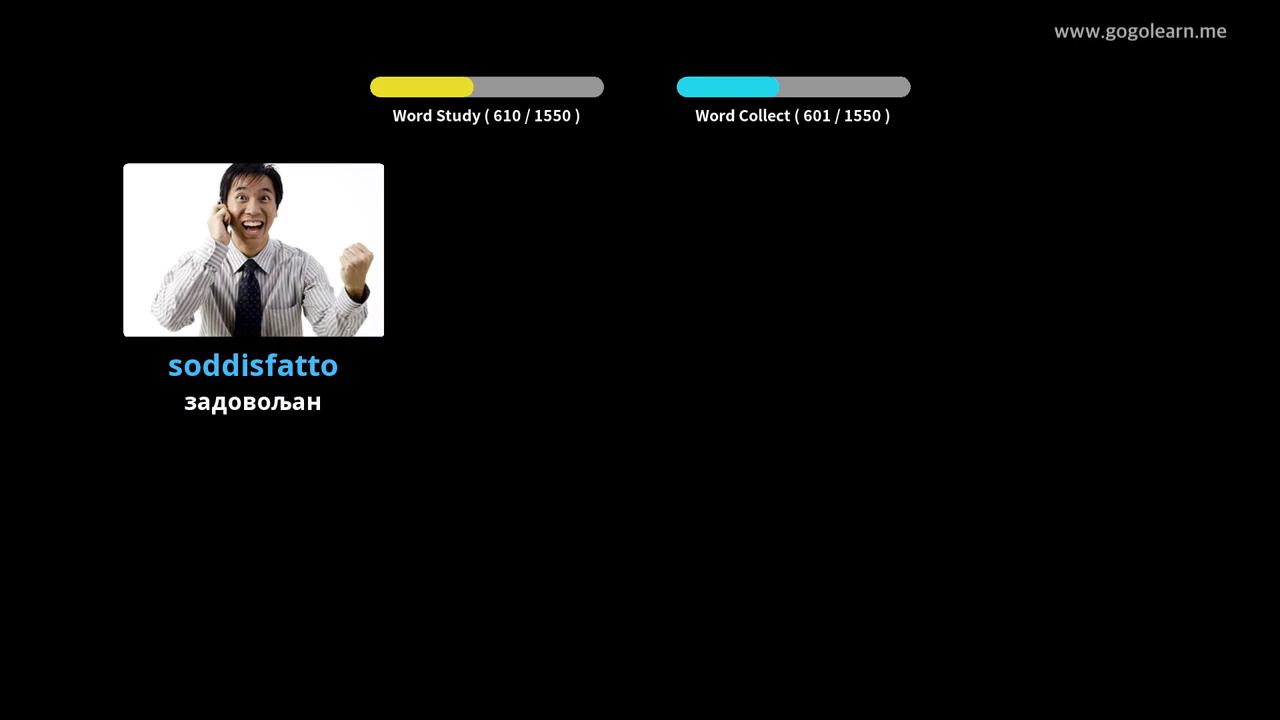 www.gogolearn.me
Word Study ( 610 / 1550 )
Word Collect ( 601 / 1550 )
soddisfatto
задовољан